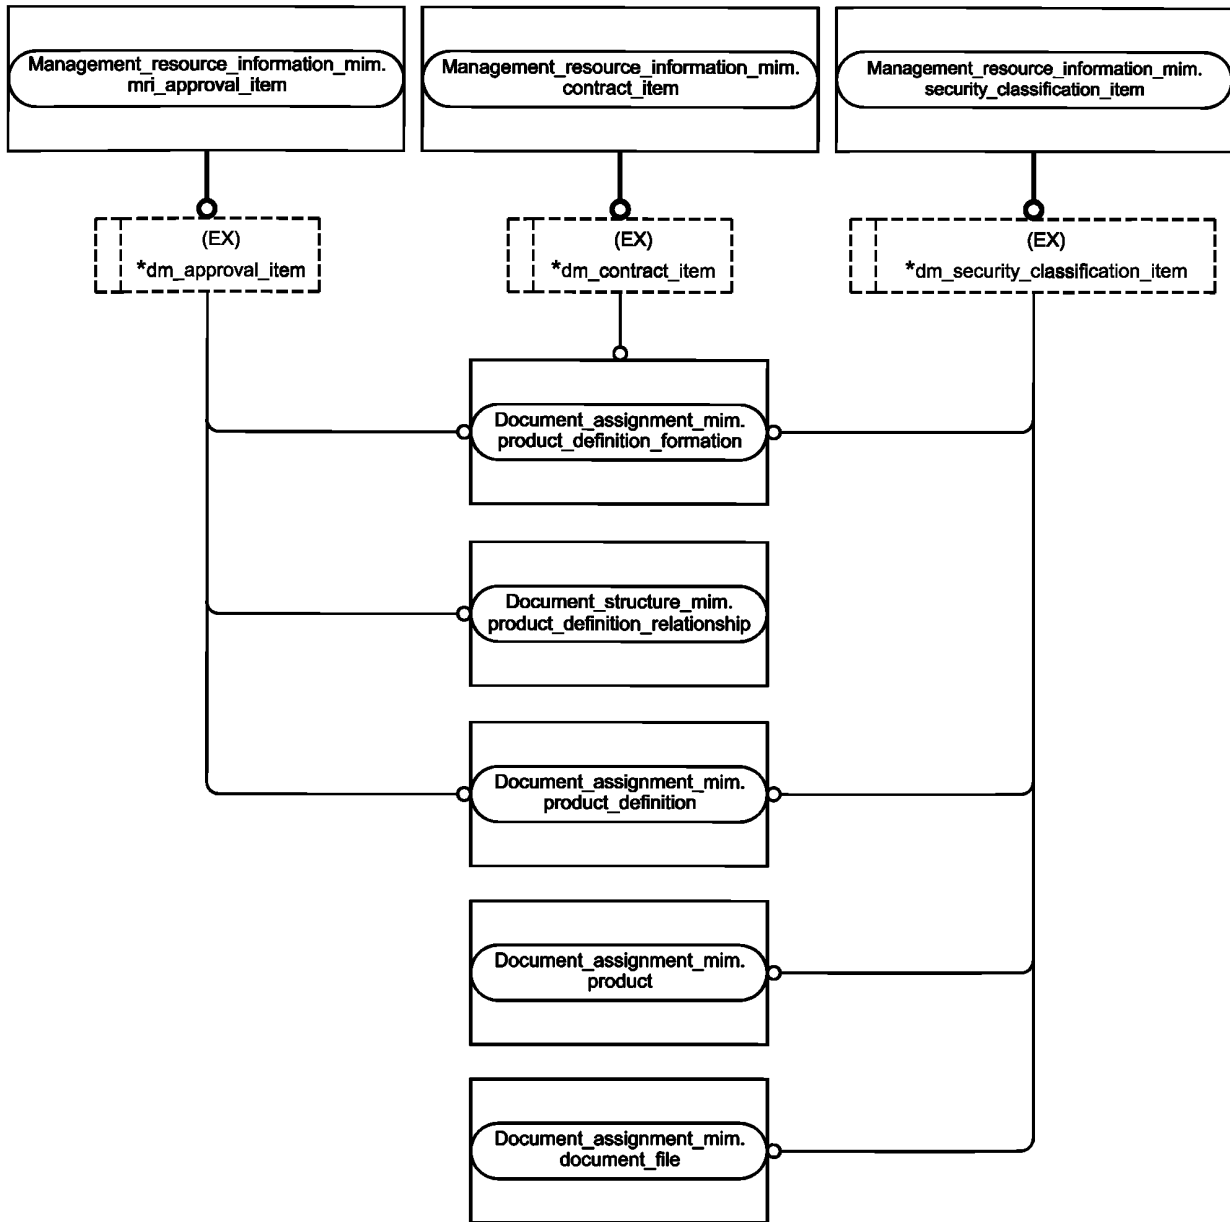 Management_resource_information_mim.
mri_approval_item
Management_resource_information_mim.
contract_item
Management_resource_information_mim.
security_classification_item
(EX)
*dm_approval_item
(EX)
*dm_contract_item
(EX)
*dm_security_classification_item
Document_assignment_mim.
product_definition_formation
Document_structure_mim.
product_definition_relationship
Document_assignment_mim.
product_definition
Document_assignment_mim.
product
Document_assignment_mim.
document_file